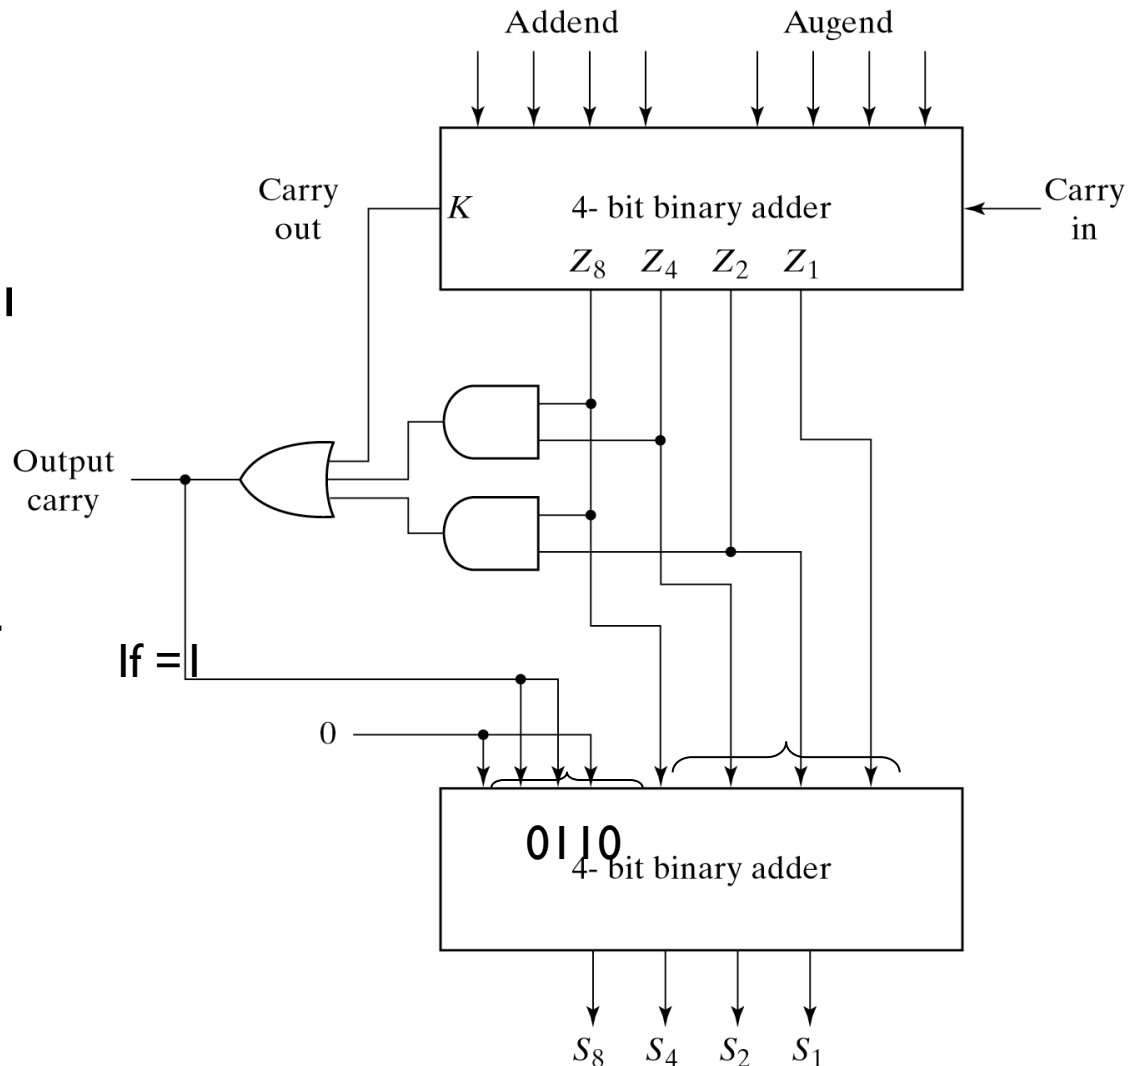 Addend Augend
Carry out
K 4- bit binary adder
Carry in
Z8 Z4 Z2 Z1
Output carry
If =1
0
0110
4- bit binary adder
S8 S4 S2 S1